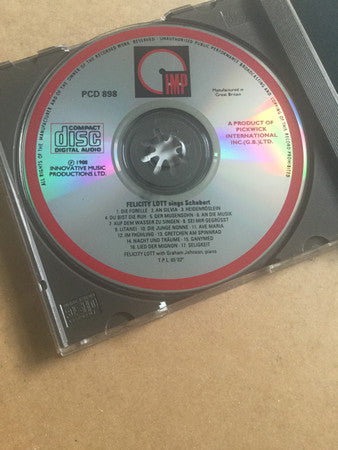 ALL RIGHTS OF THE MANUFACTURER AND OF THE OWNER OF THE RECORDED WORK RESERVED · UNAUTHORISED PUBLIC PERFORMANCE BROADCASTING AND COPYING OF THIS RECORD PROHIBITED
IMP
PCD 898
Manufactured in
Great Britain
COMPACT
disc
DIGITAL AUDIO
℗ 1988
INNOVATIVE MUSIC
PRODUCTIONS LTD.
A PRODUCT OF
PICKWICK
INTERNATIONAL
INC.(G.B.)LTD.
FELICITY LOTT sings Schubert
1. DIE FORELLE 2. AN SILVIA 3. HEIDENRÖSLEIN
4. DU BIST DIE RUH 5. DER MUSENSOHN 6. AN DIE MUSIK
7. AUF DEM WASSER ZU SINGEN 8. SEI MIR GEGRÜSST
9. LITANEI 10. DIE JUNGE NONNE 11. AVE MARIA
12. IM FRÜHLING 13. GRETCHEN AM SPINNRAD
14. NACHT UND TRÄUME 15. GANYMED
16. LIED DER MIGNON 17. SELIGKEIT
FELICITY LOTT with Graham Johnson, piano